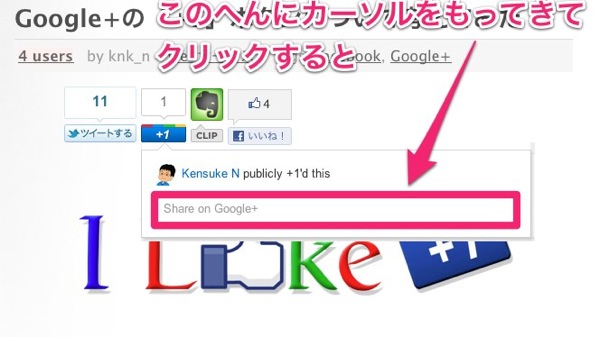 Google+の
このへんにカーソルをもってきて
クリックすると
4 users by knk_n
book, Google+
11
1
4
ツイートする
+1
CLIP
いいね！
Kensuke N publicly +1'd this
Share on Google+
I Like +1